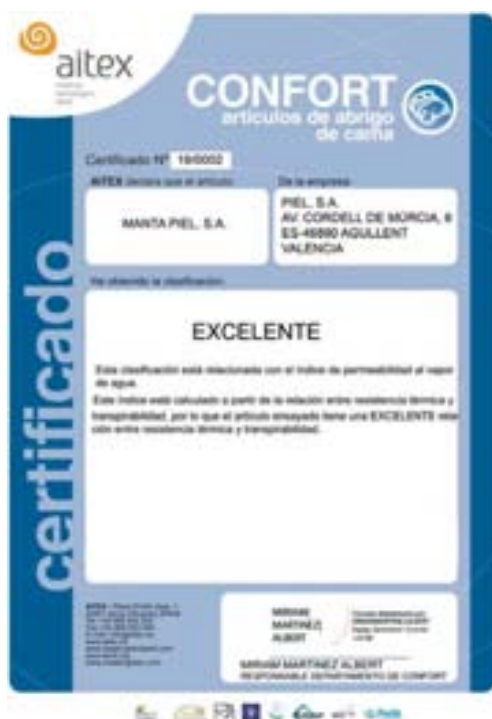 aitex
CONFORT
artículos de abrigo
de cama
Certificado Nº 19/0002
AITEX declara que el artículo:
De la empresa:
MANTA PIEL, S.A.
PIEL, S.A.
AV. CORDELL DE MÚRCIA, 6
ES-46890 AGULLENT
VALENCIA
Ha obtenido la clasificación:
EXCELENTE
Esta clasificación está relacionada con el índice de permeabilidad al vapor
de agua.
Este índice está calculado a partir de la relación entre resistencia térmica y
transpirabilidad, por lo que el artículo ensayado tiene una EXCELENTE rela
ción entre resistencia térmica y transpirabilidad.
certificado
MIRIAM
MARTINEZ
ALBERT
MIRIAM MARTINEZ ALBERT
RESPONSABLE DEPARTAMENTO DE CONFORT